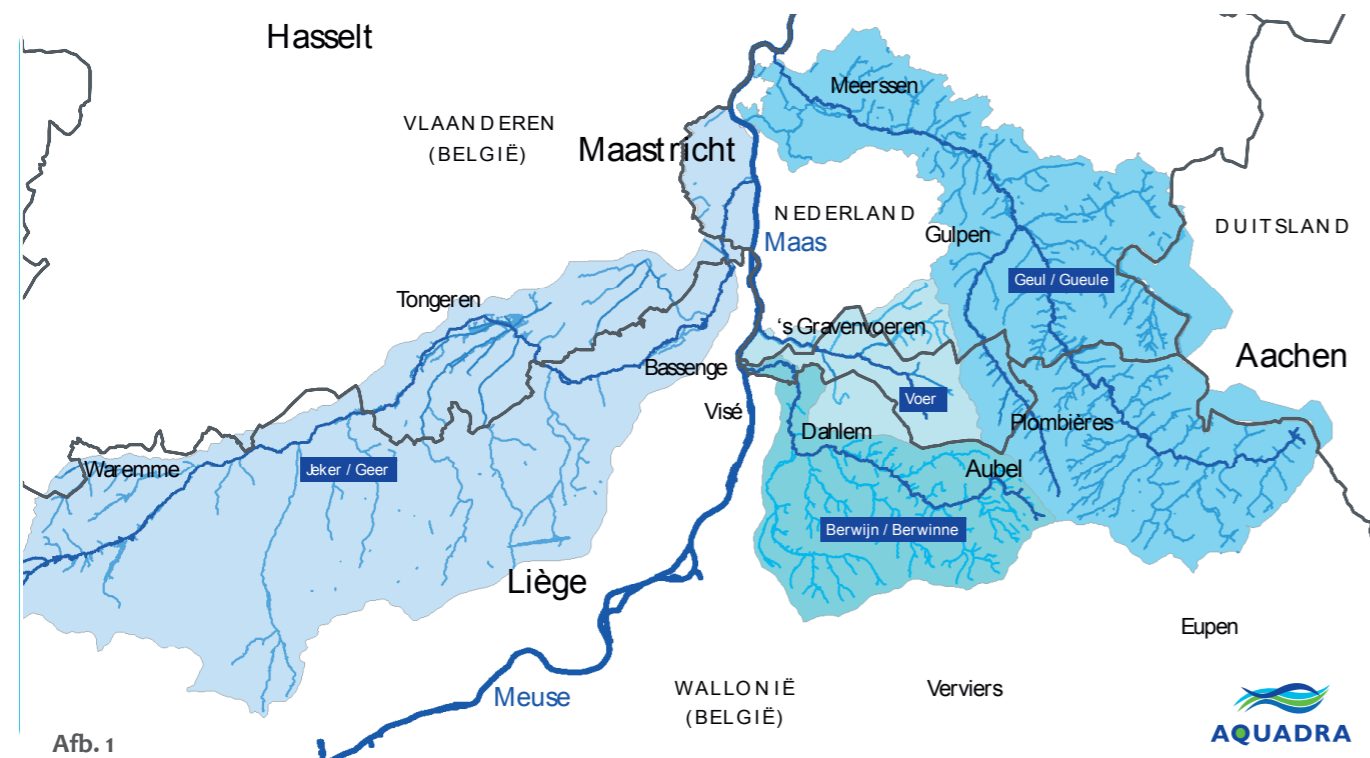 Hasselt
Meerssen
VLAANDEREN
(BELGIË)
Maastricht
NEDERLAND
Maas
Gulpen
DUITSLAND
Geul / Gueule
Tongeren
's Gravenvoeren
Aachen
Bassenge
Visé
Voer
Dahlem
Plombières
Waremme
Jeker / Geer
Aubel
Berwijn / Berwinne
Liège
Eupen
Meuse
WALLONIË
(BELGIË)
Verviers
Afb. 1
AQUADRA